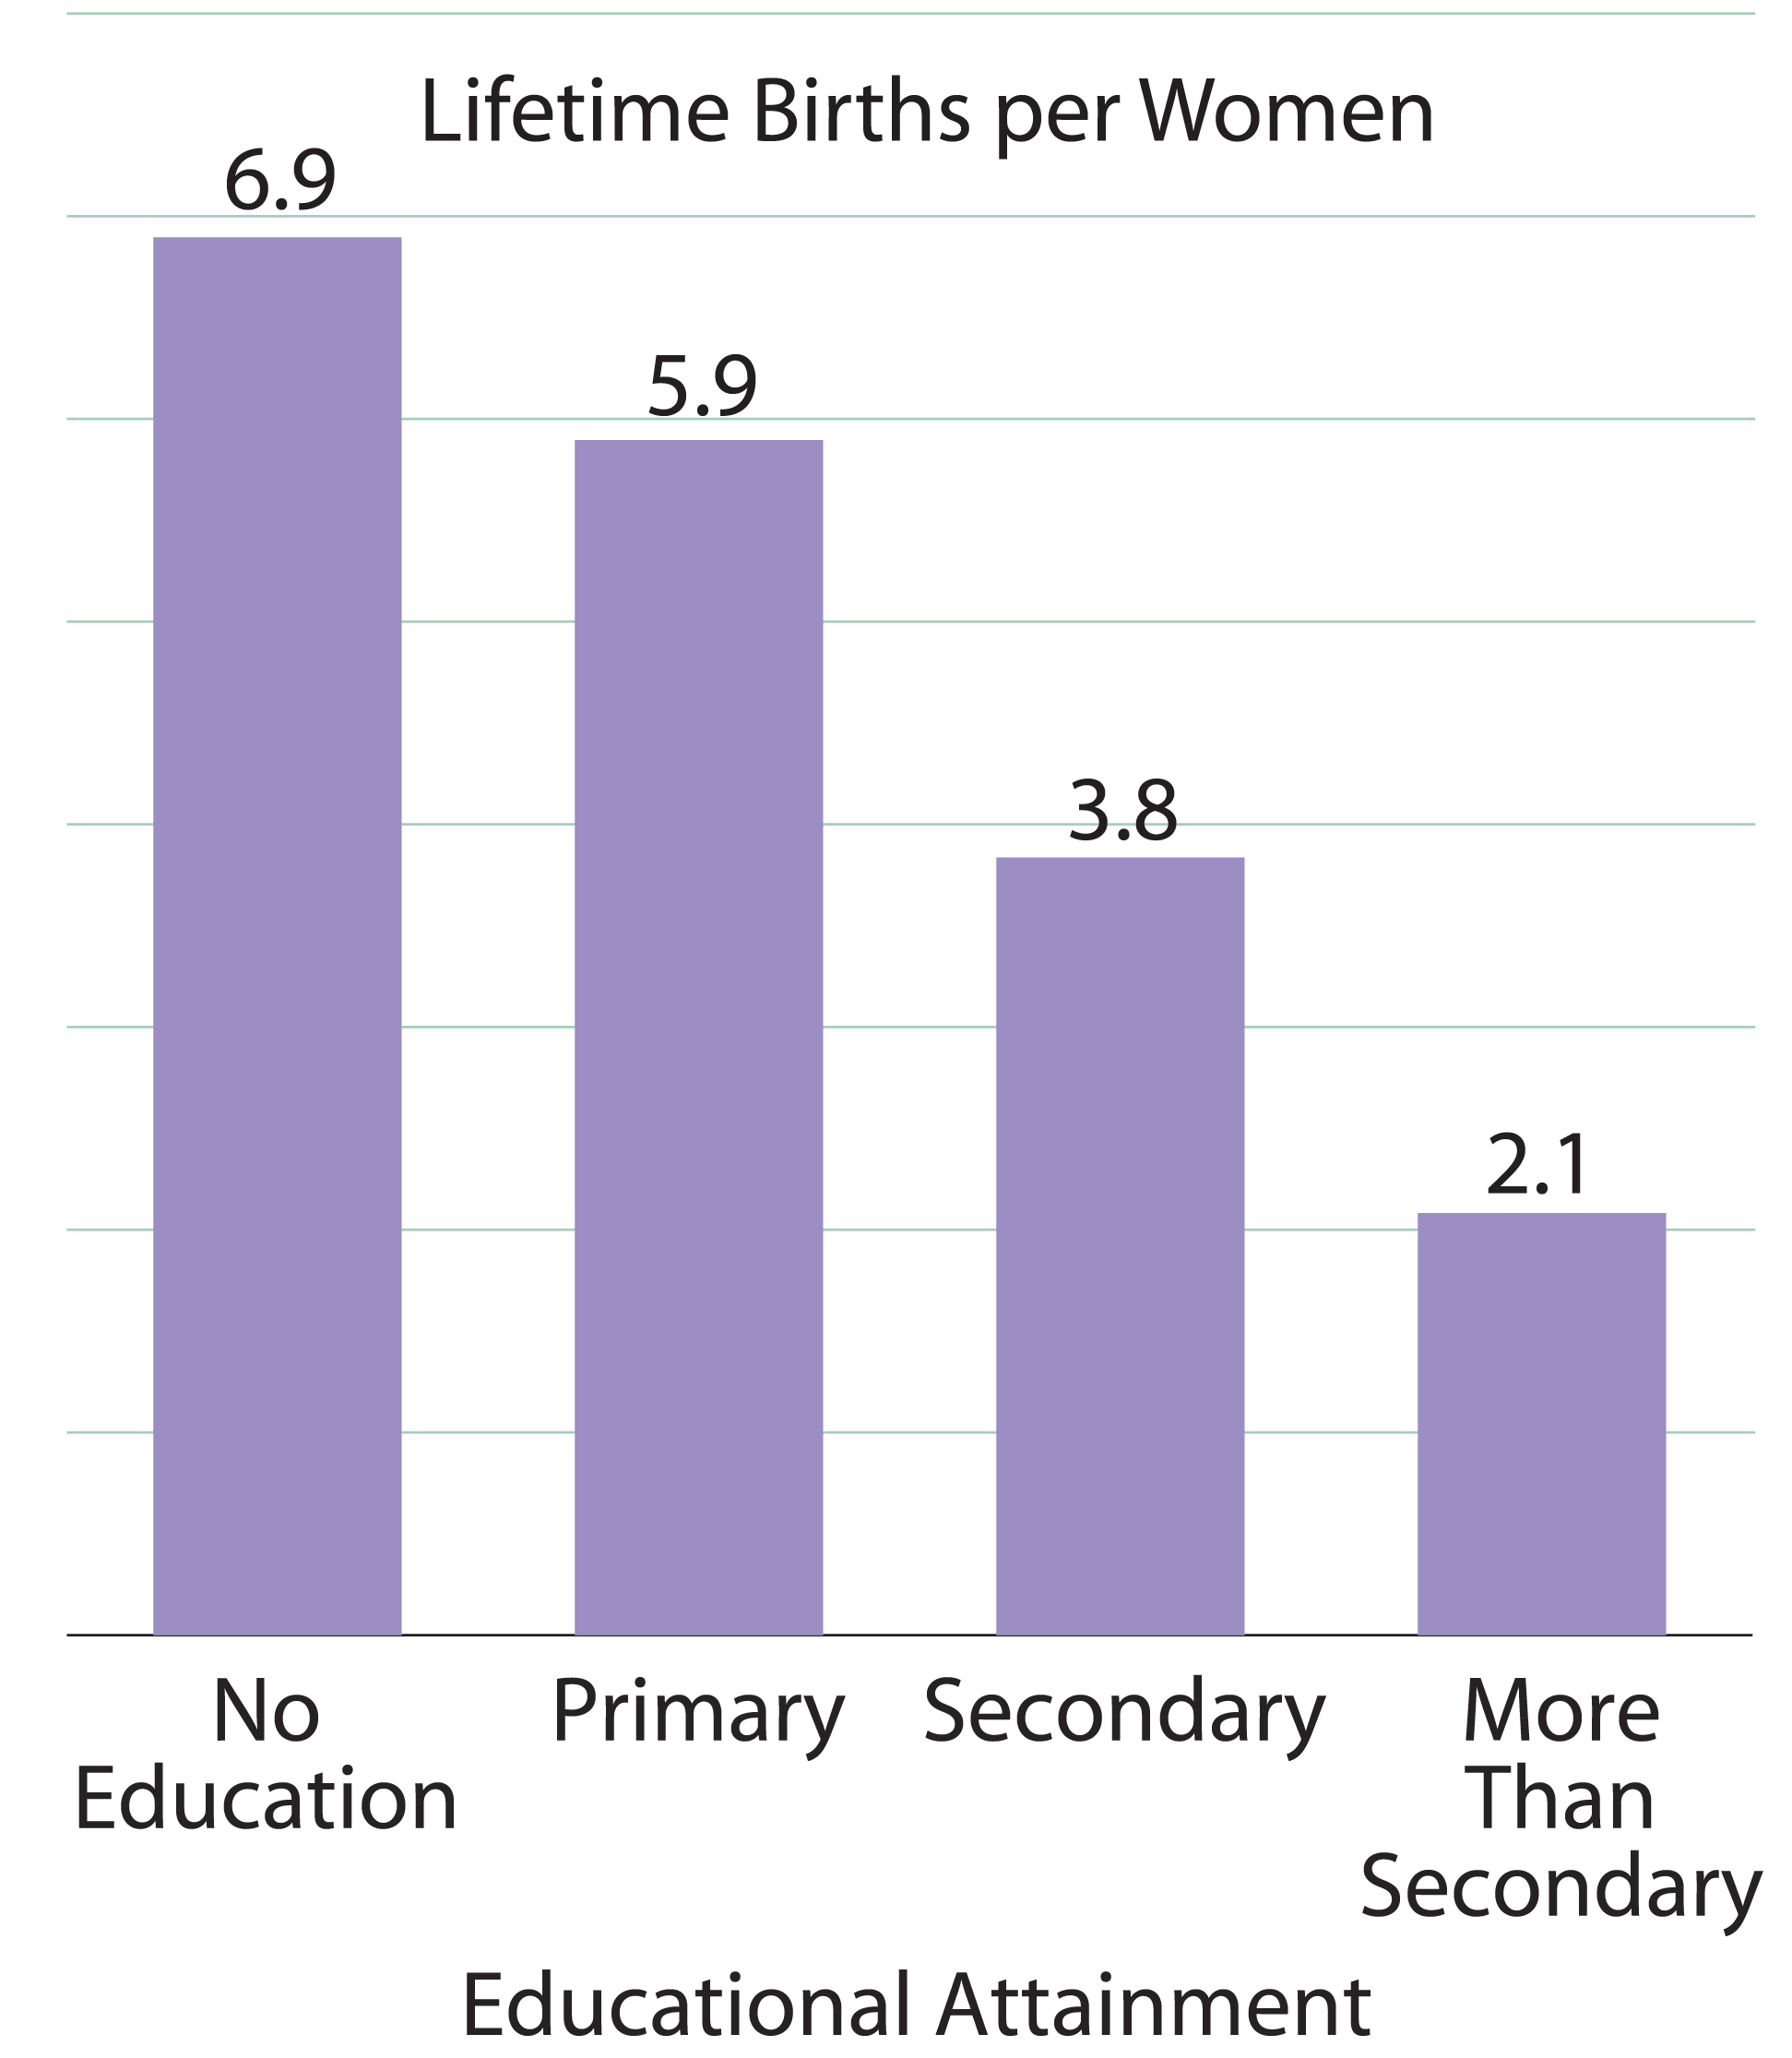 Lifetime Births per Women
6.9
5.9
3.8
2.1
No
Education
Primary
Secondary
More
Than
Secondary
Educational Attainment